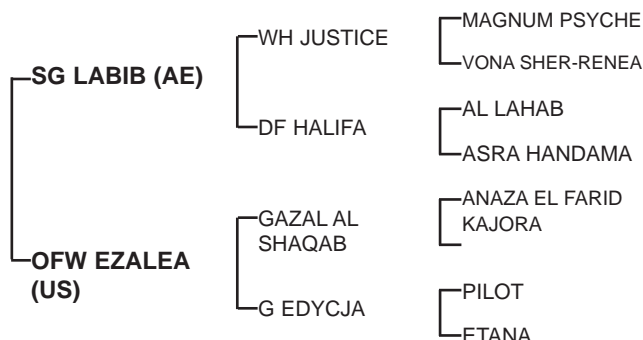 SG LABIB (AE)
OFW EZALEA
(US)
WH JUSTICE
DF HALIFA
GAZAL AL
SHAQAB
G EDYCJA
MAGNUM PSYCHE
VONA SHER-RENEA
AL LAHAB
ASRA HANDAMA
ANAZA EL FARID
KAJORA
PILOT
ETANA